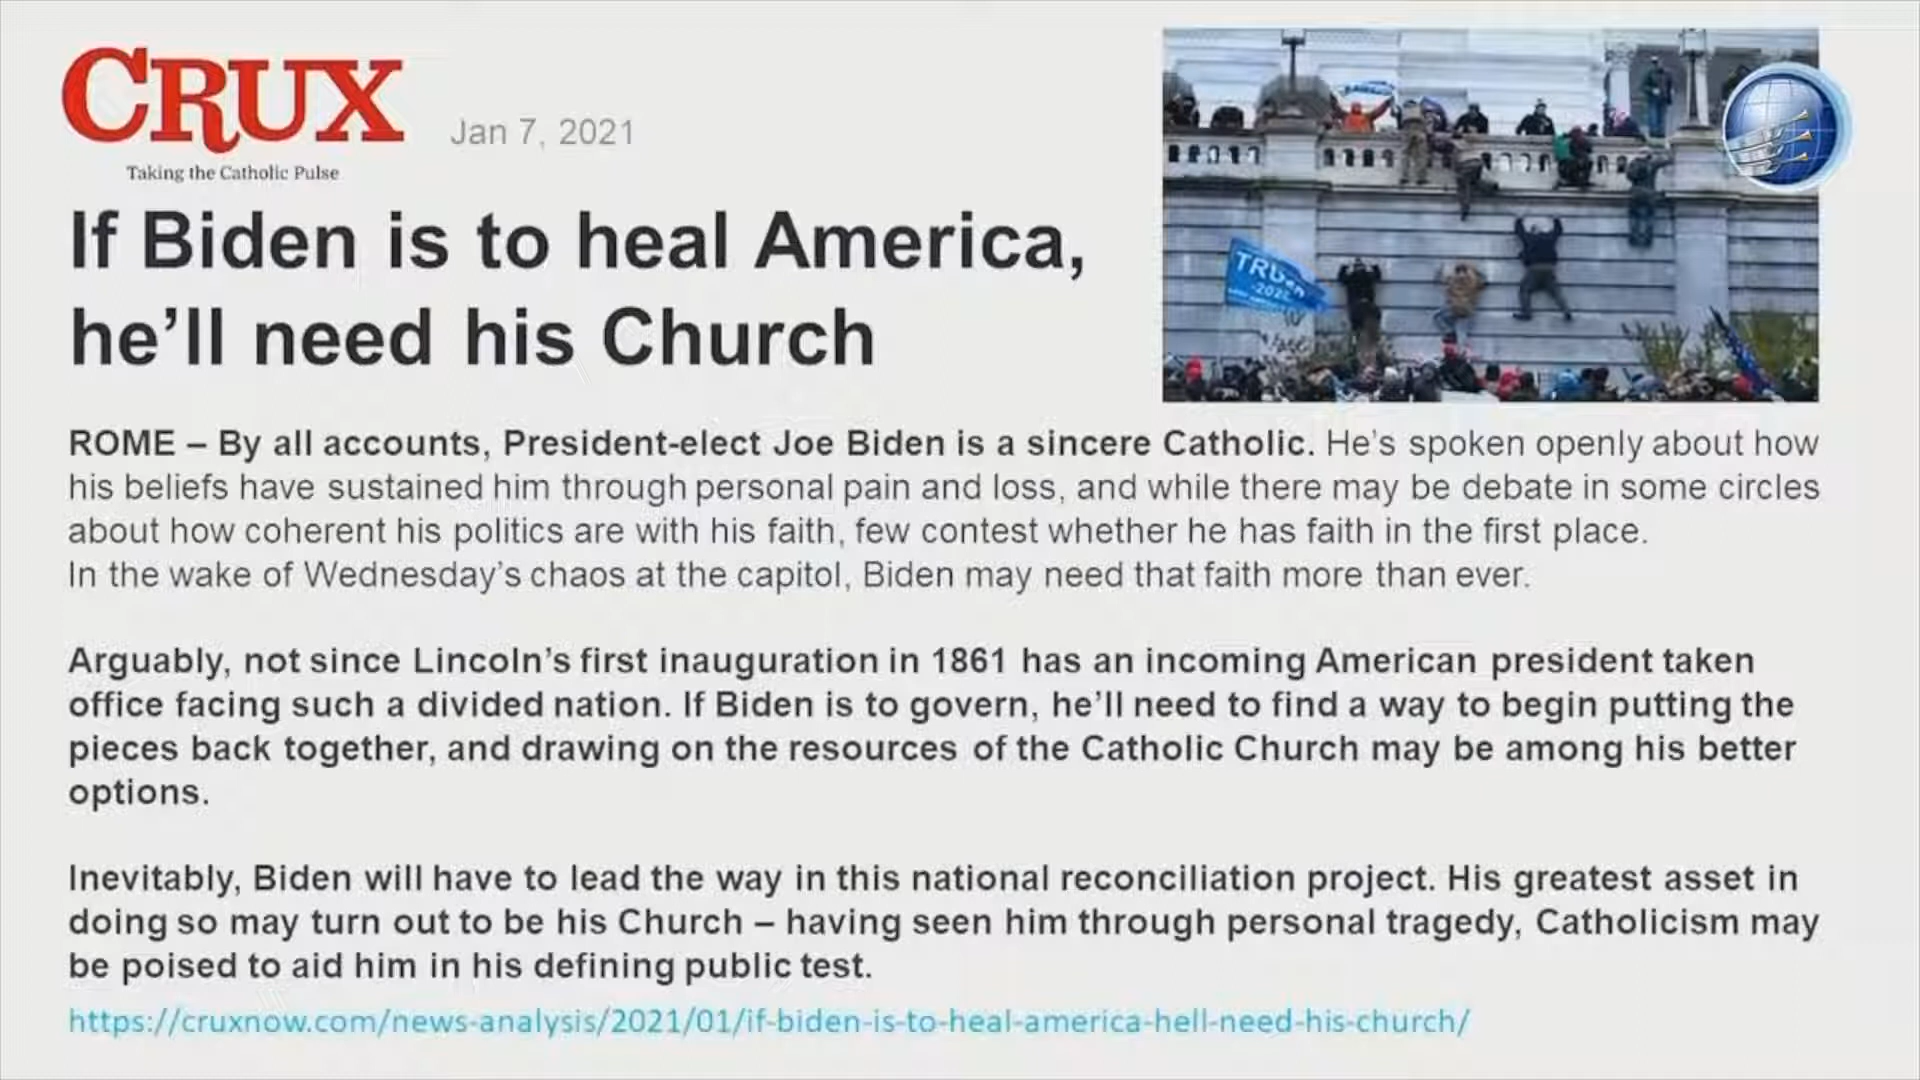 CRUX
Jan 7, 2021
Taking the Catholic Pulse
If Biden is to heal America,
he’ll need his Church
TRUMP
ROME – By all accounts, President-elect Joe Biden is a sincere Catholic. He’s spoken openly about how
his beliefs have sustained him through personal pain and loss, and while there may be debate in some circles
about how coherent his politics are with his faith, few contest whether he has faith in the first place.
In the wake of Wednesday’s chaos at the capitol, Biden may need that faith more than ever.
Arguably, not since Lincoln’s first inauguration in 1861 has an incoming American president taken
office facing such a divided nation. If Biden is to govern, he’ll need to find a way to begin putting the
pieces back together, and drawing on the resources of the Catholic Church may be among his better
options.
Inevitably, Biden will have to lead the way in this national reconciliation project. His greatest asset in
doing so may turn out to be his Church – having seen him through personal tragedy, Catholicism may
be poised to aid him in his defining public test.
https://cruxnow.com/news-analysis/2021/01/if-biden-is-to-heal-america-hell-need-his-church/